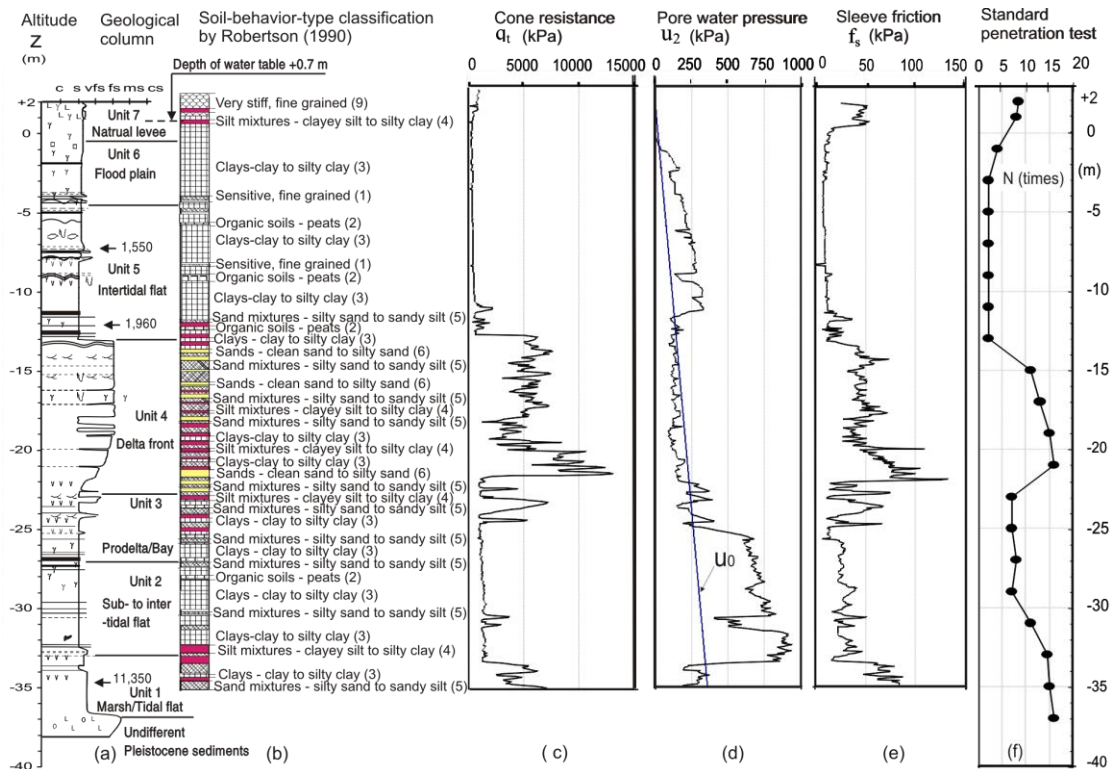 Altitude
Z
(m)
Geological
column
Soil-behavior-type classification
by Robertson (1990)
Cone resistance
qt (kPa)
Pore water pressure
u2 (kPa)
Sleeve friction
fs (kPa)
Standard
penetration test
Depth of water table +0.7 m
c s vfs fs ms cs
0 5000 10000 15000
0 250 500 750 1000
0 50 100 150
0 5 10 15 20
+2
0
-5
-10
-15
-20
-25
-30
-35
-40
Unit 7
Natrual levee
Unit 6
Flood plain
1,550
Unit 5
Intertidal flat
1,960
s
fs
ms
Unit 4
Delta front
Unit 3
Prodelta/Bay
Unit 2
Sub- to inter
-tidal flat
11,350
Unit 1
Marsh/Tidal flat
Undifferent
Pleistocene sediments
Very stiff, fine grained (9)
Silt mixtures - clayey silt to silty clay (4)
Clays-clay to silty clay (3)
Sensitive, fine grained (1)
Organic soils - peats (2)
Clays-clay to silty clay (3)
Sensitive, fine grained (1)
Organic soils - peats (2)
Clays-clay to silty clay (3)
Sand mixtures - silty sand to sandy silt (5)
Organic soils - peats (2)
Clays - clay to silty clay (3)
Sands - clean sand to silty sand (6)
Sand mixtures - silty sand to sandy silt (5)
Sands - clean sand to silty sand (6)
Sand mixtures - silty sand to sandy silt (5)
Silt mixtures - clayey silt to silty clay (4)
Sand mixtures - silty sand to sandy silt (5)
Clays-clay to silty clay (3)
Silt mixtures - clayey silt to silty clay (4)
Clays-clay to silty clay (3)
Sands - clean sand to silty sand (6)
Sand mixtures - silty sand to sandy silt (5)
Silt mixtures - clayey silt to silty clay (4)
Sand mixtures - silty sand to sandy silt (5)
Clays - clay to silty clay (3)
Sand mixtures - silty sand to sandy silt (5)
Clays - clay to silty clay (3)
Sand mixtures - silty sand to sandy silt (5)
Organic soils - peats (2)
Clays - clay to silty clay (3)
Sand mixtures - silty sand to sandy silt (5)
Clays-clay to silty clay (3)
Silt mixtures - clayey silt to silty clay (4)
Clays - clay to silty clay (3)
Sand mixtures - silty sand to sandy silt (5)
u0
N (times)
+2
0
(m)
-5
-10
-15
-20
-25
-30
-35
-40
(a)
(b)
(c)
(d)
(e)
(f)